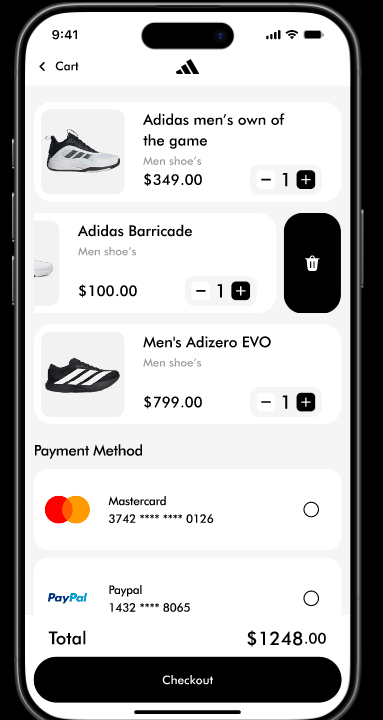 9:41
Cart
Adidas men's own of
the game
Men shoe's
$349.00
− 1 +
Adidas Barricade
Men shoe's
$100.00
− 1 +
Men's Adizero EVO
Men shoe's
$799.00
− 1 +
Payment Method
Mastercard
3742 **** **** 0126
PayPal
Paypal
1432 **** 8065
Total
$1248.00
Checkout